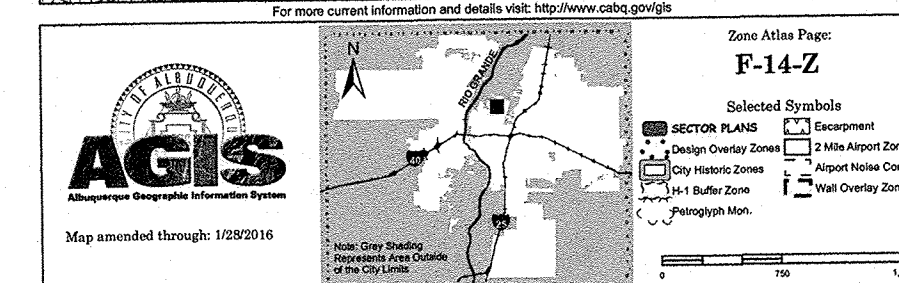 For more current information and details visit: http://www.cabq.gov/gis
CITY OF ALBUQUERQUE
AGIS
Albuquerque Geographic Information System
Map amended through: 1/28/2016
N
RIO GRANDE
40
25
Note: Grey Shading
Represents Area Outside
of the City Limits
Zone Atlas Page:
F-14-Z
Selected Symbols
SECTOR PLANS
Design Overlay Zones
City Historic Zones
H-1 Buffer Zone
Petroglyph Mon.
Escarpment
2 Mile Airport Zon
Airport Noise Con
Wall Overlay Zon
0
750
1,